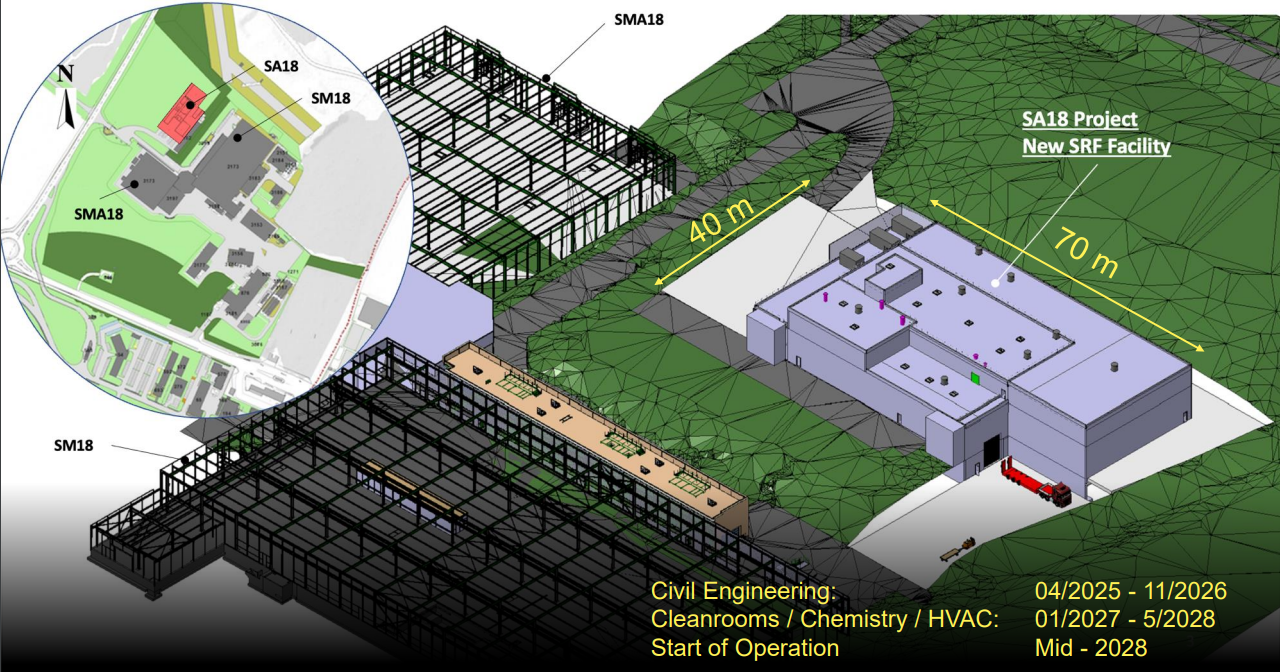 SMA18
N
SA18
SM18
SMA18
SA18 Project
New SRF Facility
40 m
70 m
SM18
Civil Engineering: 04/2025 - 11/2026
Cleanrooms / Chemistry / HVAC: 01/2027 - 5/2028
Start of Operation Mid - 2028